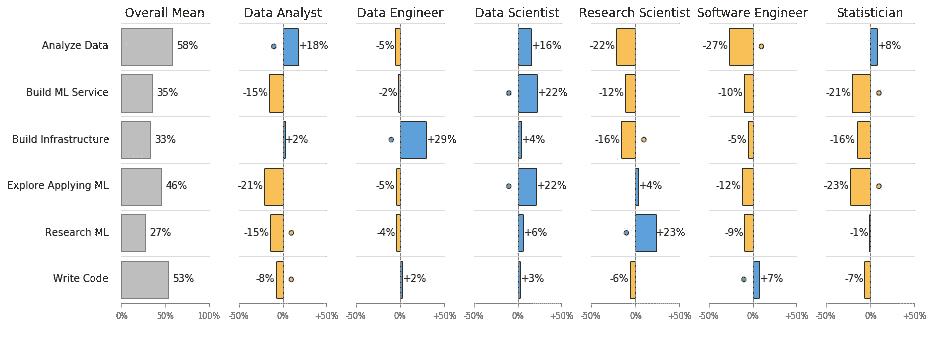 Overall Mean Data Analyst Data Engineer Data Scientist Research Scientist Software Engineer Statistician
Analyze Data 58% +18% -5% +16% -22% -27% +8%
Build ML Service 35% -15% -2% +22% -12% -10% -21%
Build Infrastructure 33% +2% +29% +4% -16% -5% -16%
Explore Applying ML 46% -21% -5% +22% +4% -12% -23%
Research ML 27% -15% -4% +6% +23% -9% -1%
Write Code 53% -8% +2% +3% -6% +7% -7%
0% 50% 100% -50% 0% +50% -50% 0% +50% -50% 0% +50% -50% 0% +50% -50% 0% +50% -50% 0% +50%